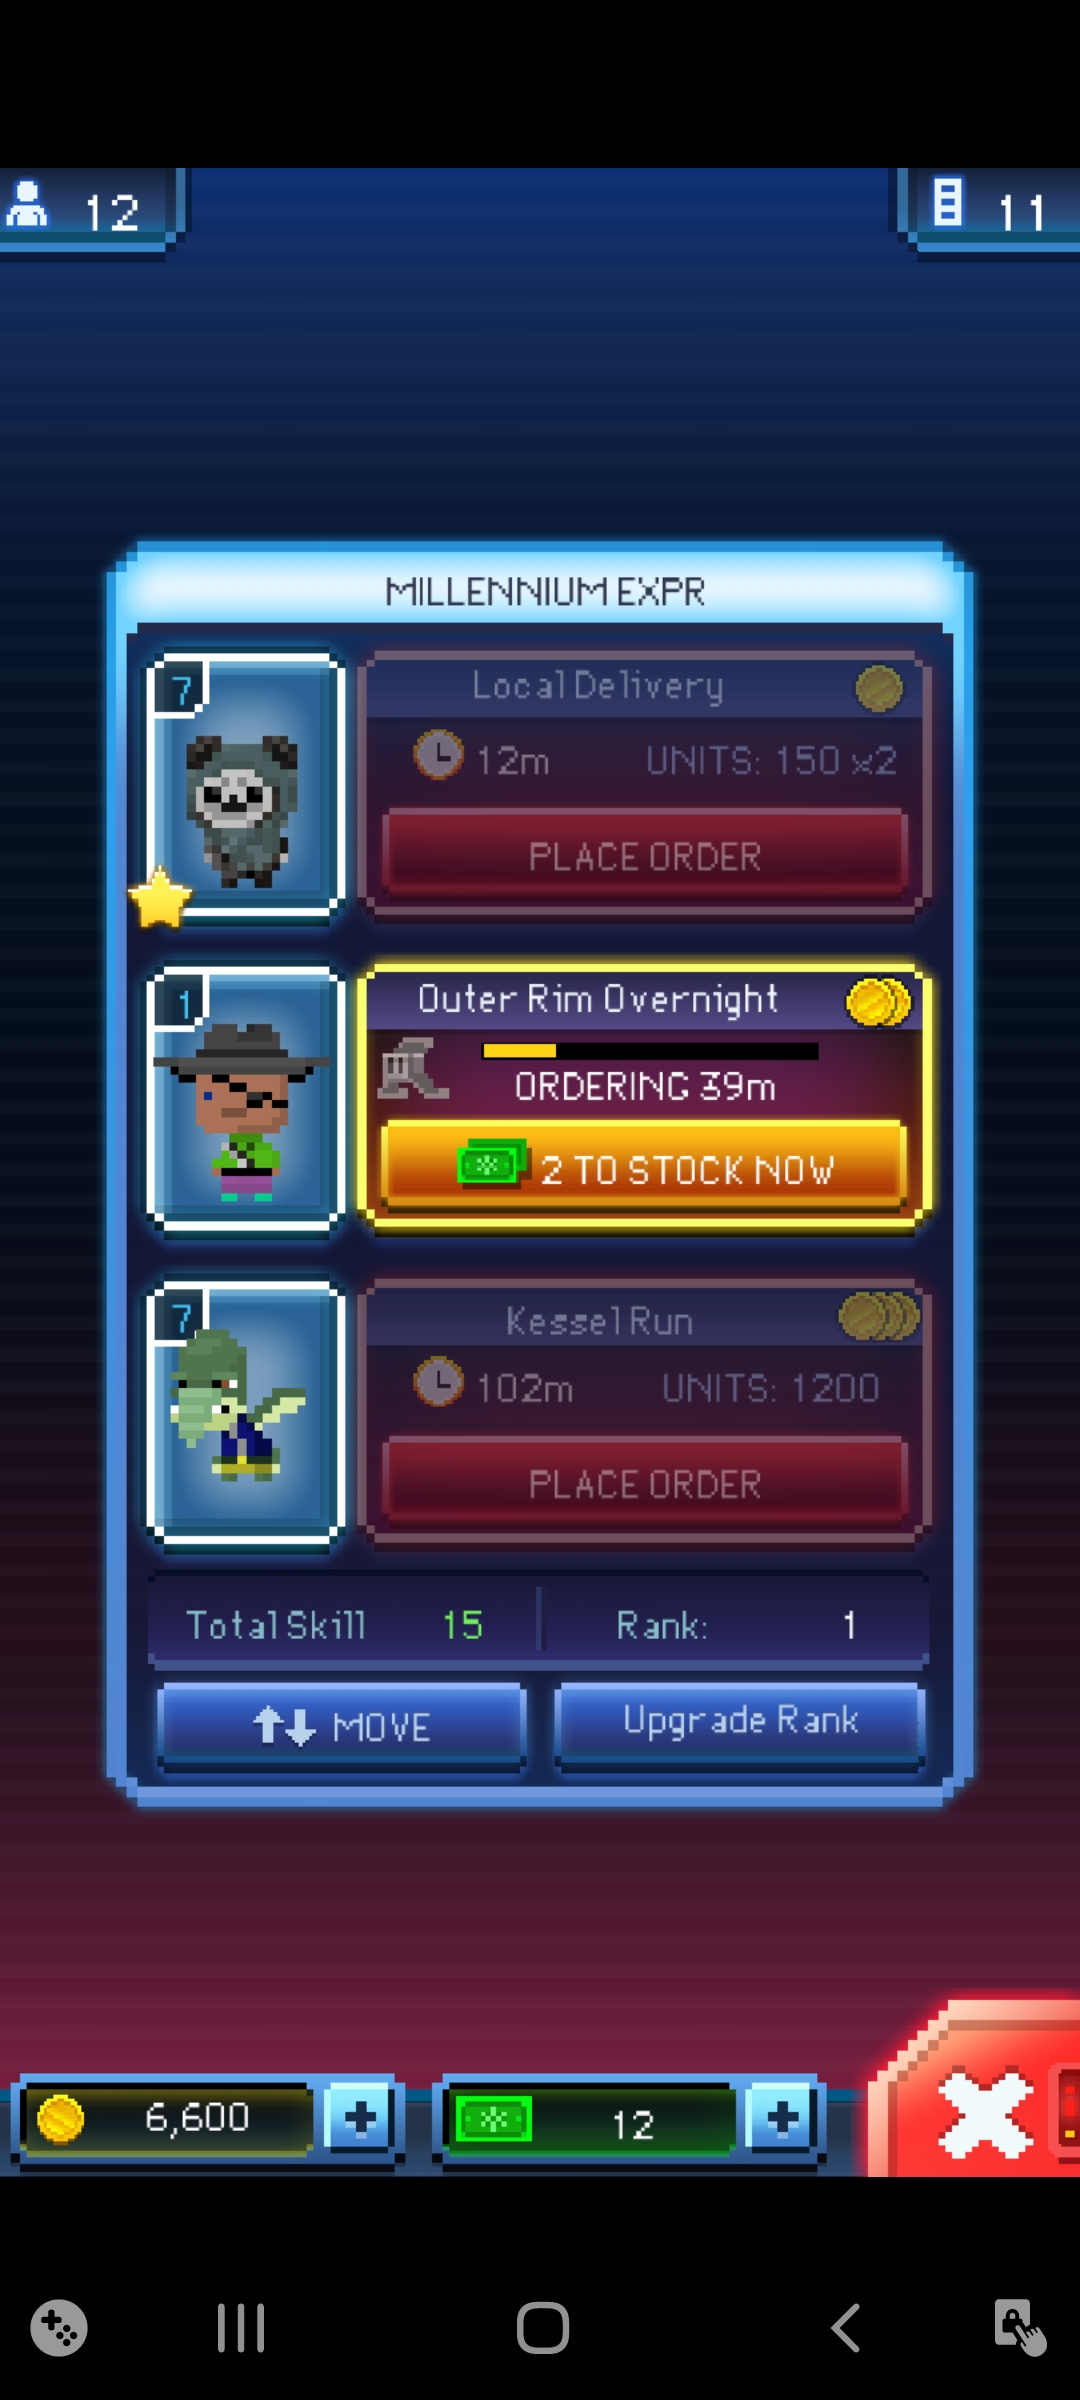 12
11
MILLENNIUM EXPR
7
Local Delivery
12m UNITS: 150 x2
PLACE ORDER
1
Outer Rim Overnight
ORDERING 39m
2 TO STOCK NOW
7
Kessel Run
102m UNITS: 1200
PLACE ORDER
Total Skill 15 Rank: 1
MOVE Upgrade Rank
6,600 12